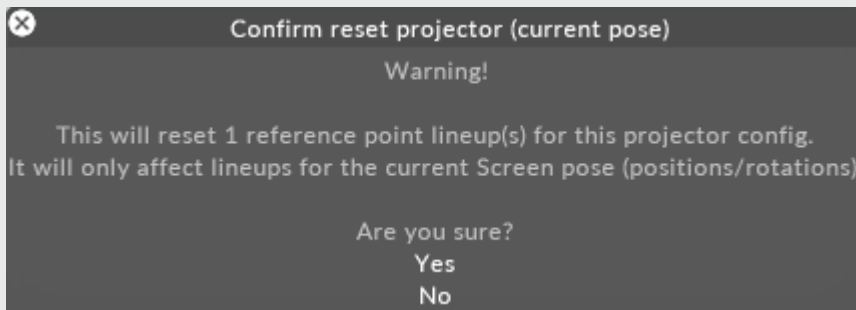 Confirm reset projector (current pose)
Warning!
This will reset 1 reference point lineup(s) for this projector config.
It will only affect lineups for the current Screen pose (positions/rotations)
Are you sure?
Yes
No